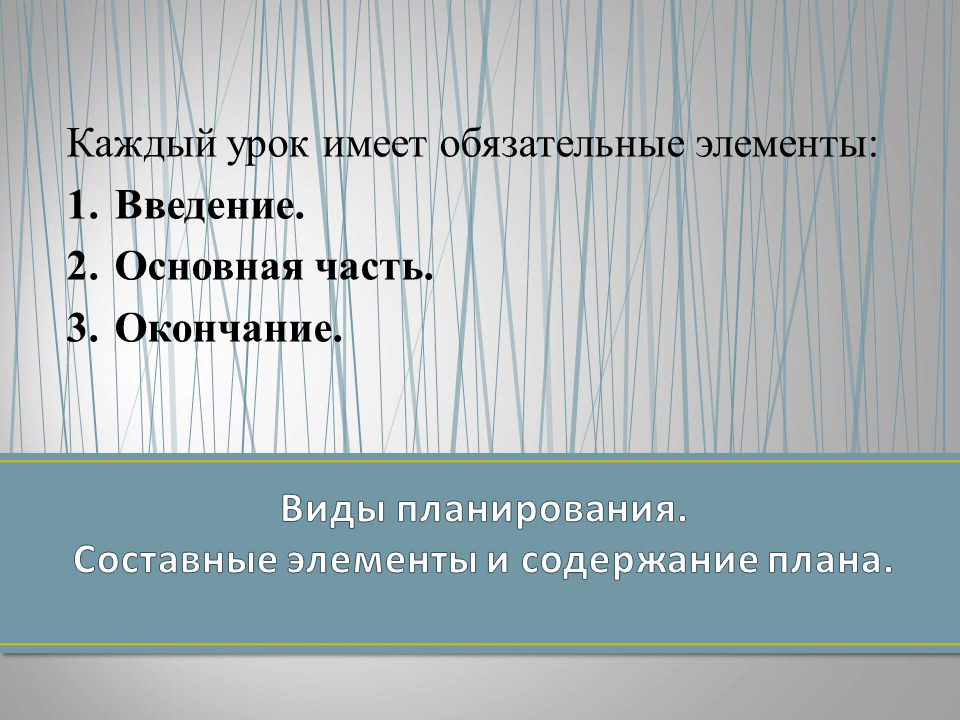 Каждый урок имеет обязательные элементы:
1. Введение.
2. Основная часть.
3. Окончание.
Виды планирования.
Составные элементы и содержание плана.